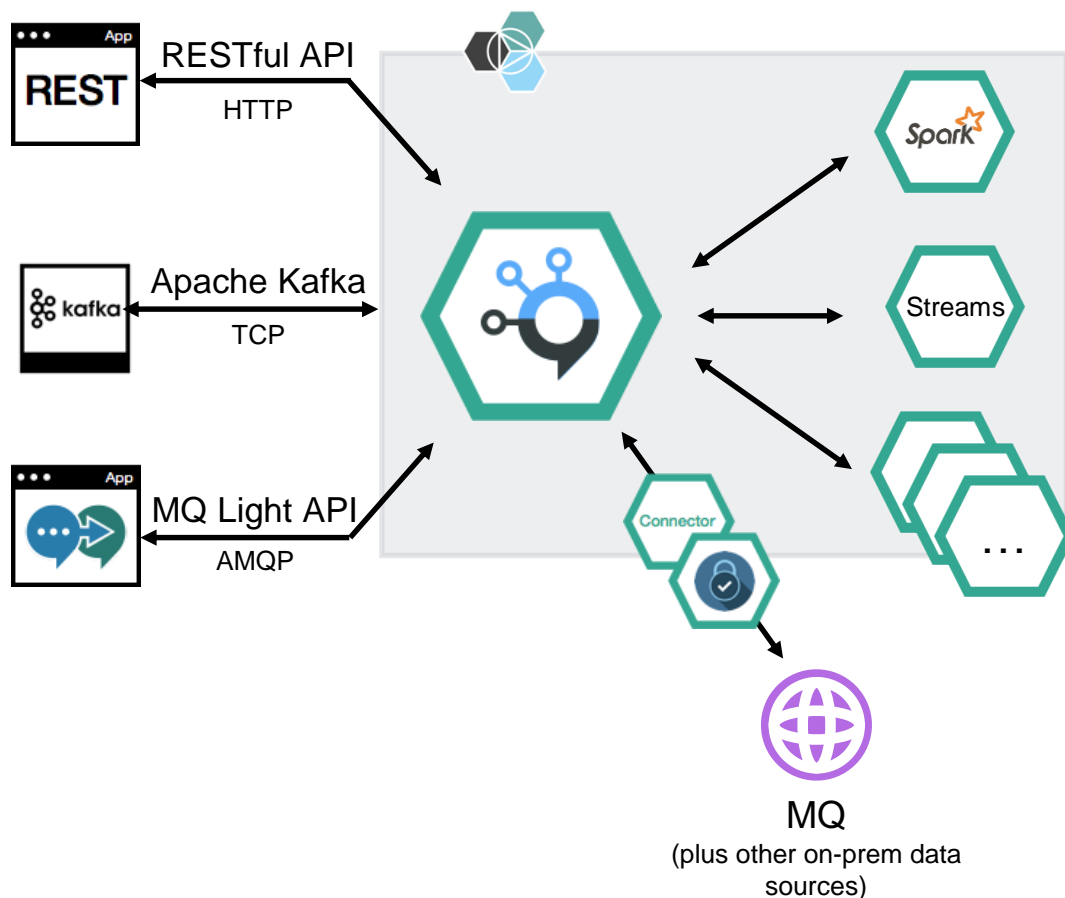 App
REST
RESTful API
HTTP
Spark
kafka
Apache Kafka
TCP
Streams
App
MQ Light API
AMQP
Connector
...
MQ
(plus other on-prem data
sources)